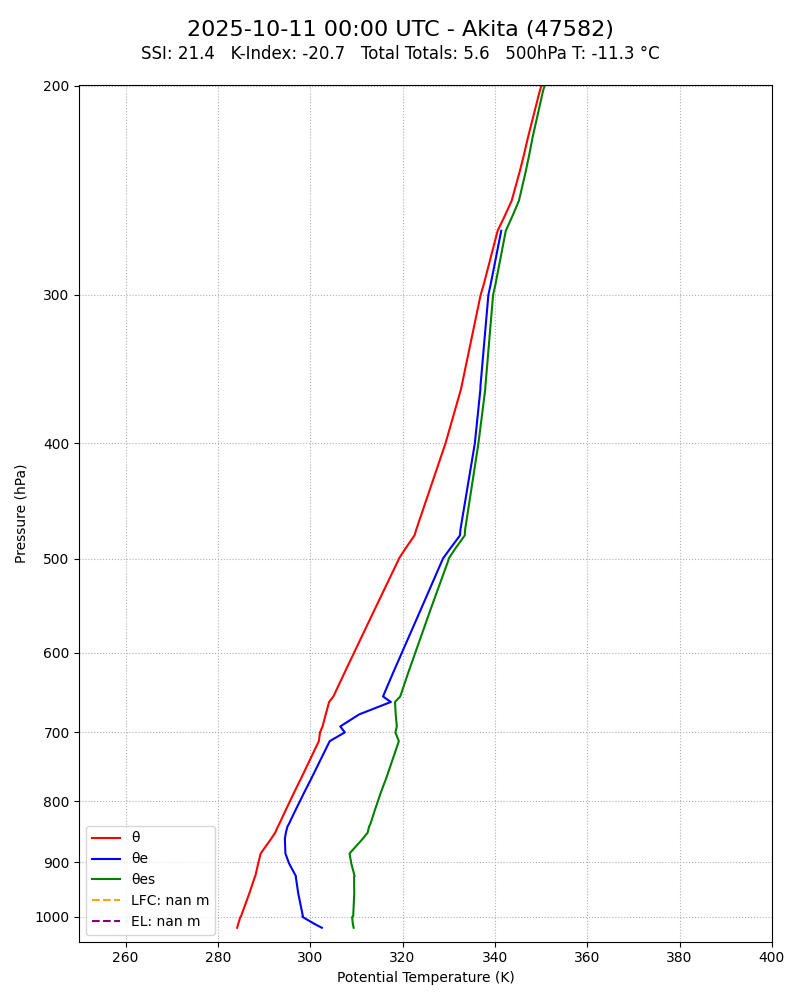 2025-10-11 00:00 UTC - Akita (47582)
SSI: 21.4 K-Index: -20.7 Total Totals: 5.6 500hPa T: -11.3 °C
200
300
400
500
600
700
800
900
1000
Pressure (hPa)
θ
θe
θes
LFC: nan m
EL: nan m
260 280 300 320 340 360 380 400
Potential Temperature (K)